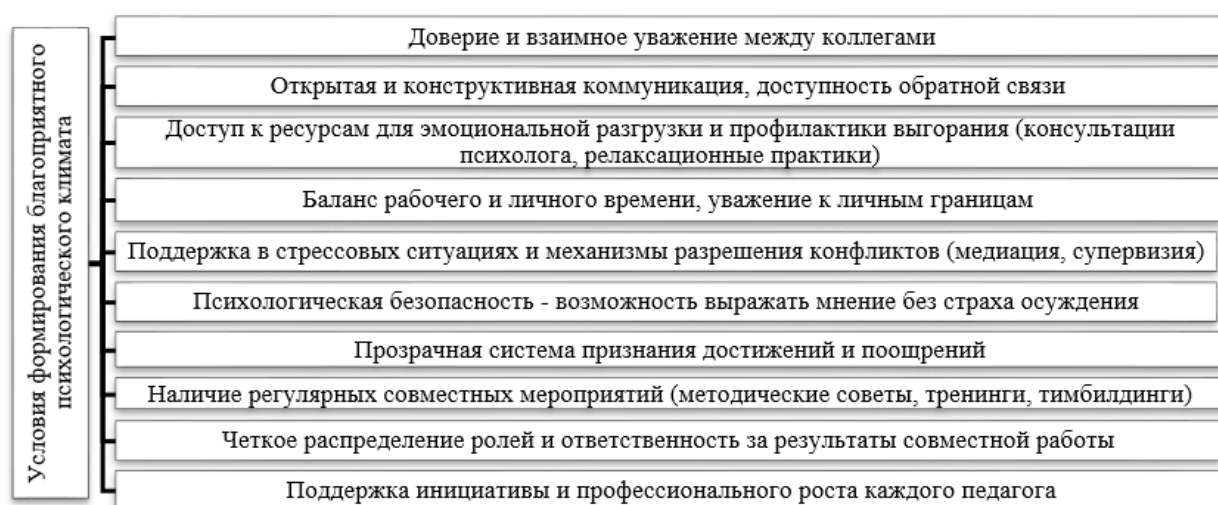 Условия формирования благоприятного
психологического климата
Доверие и взаимное уважение между коллегами
Открытая и конструктивная коммуникация, доступность обратной связи
Доступ к ресурсам для эмоциональной разгрузки и профилактики выгорания (консультации
психолога, релаксационные практики)
Баланс рабочего и личного времени, уважение к личным границам
Поддержка в стрессовых ситуациях и механизмы разрешения конфликтов (медиация, супервизия)
Психологическая безопасность - возможность выражать мнение без страха осуждения
Прозрачная система признания достижений и поощрений
Наличие регулярных совместных мероприятий (методические советы, тренинги, тимбилдинги)
Четкое распределение ролей и ответственность за результаты совместной работы
Поддержка инициативы и профессионального роста каждого педагога